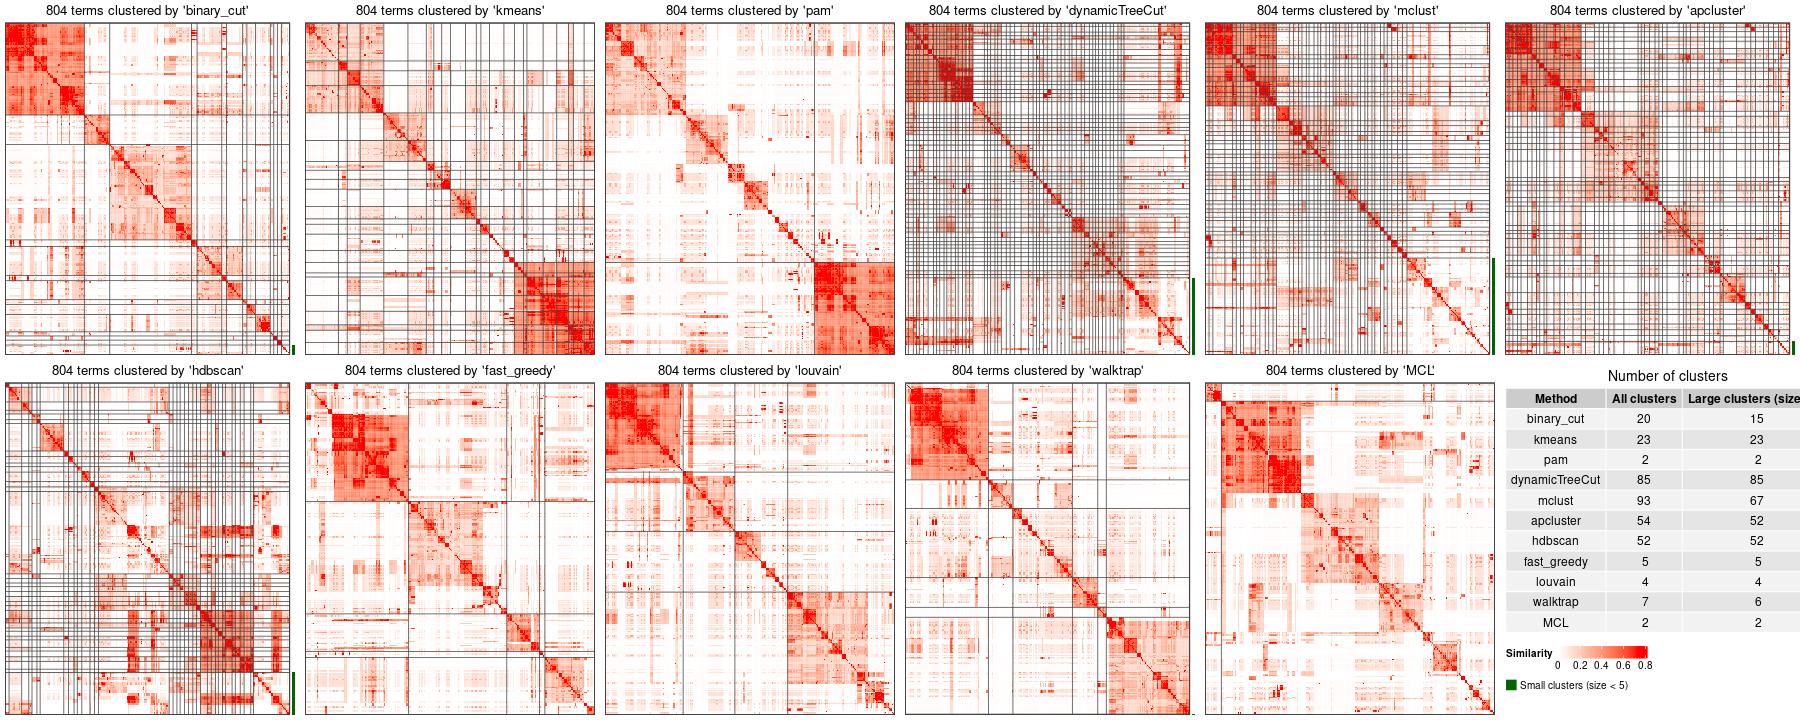 804 terms clustered by 'binary_cut'
804 terms clustered by 'kmeans'
804 terms clustered by 'pam'
804 terms clustered by 'dynamicTreeCut'
804 terms clustered by 'mclust'
804 terms clustered by 'apcluster'
804 terms clustered by 'hdbscan'
804 terms clustered by 'fast_greedy'
804 terms clustered by 'louvain'
804 terms clustered by 'walktrap'
804 terms clustered by 'MCL'
Number of clusters
Method All clusters Large clusters (size
binary_cut 20 15
kmeans 23 23
pam 2 2
dynamicTreeCut 85 85
mclust 93 67
apcluster 54 52
hdbscan 52 52
fast_greedy 5 5
louvain 4 4
walktrap 7 6
MCL 2 2
Similarity
0 0.2 0.4 0.6 0.8
Small clusters (size < 5)